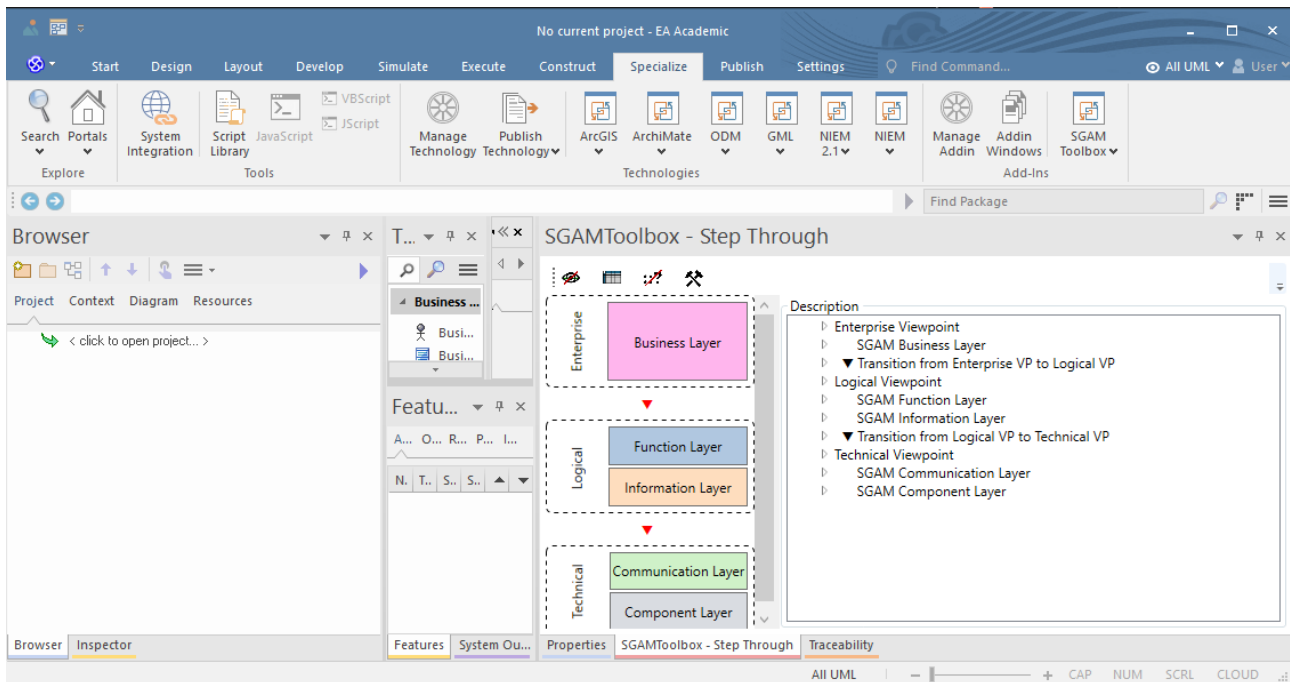 No current project - EA Academic
Start Design Layout Develop Simulate Execute Construct Specialize Publish Settings Find Command... All UML User
VBScript
JScript
Search Portals System Integration Script Library JavaScript Manage Technology Publish Technology ArcGIS ArchiMate ODM GML NIEM 2.1 NIEM Manage Addin Addin Windows SGAM Toolbox
Explore Tools Technologies Add-Ins
Find Package
Browser
Project Context Diagram Resources
< click to open project... >
T...
Business ...
Busi...
Busi...
Featu...
A... O... R... P... I...
N. T.. S.. S..
SGAMToolbox - Step Through
Enterprise
Business Layer
Logical
Function Layer
Information Layer
Technical
Communication Layer
Component Layer
Description
Enterprise Viewpoint
SGAM Business Layer
▼ Transition from Enterprise VP to Logical VP
Logical Viewpoint
SGAM Function Layer
SGAM Information Layer
▼ Transition from Logical VP to Technical VP
Technical Viewpoint
SGAM Communication Layer
SGAM Component Layer
Browser Inspector Features System Ou... Properties SGAMToolbox - Step Through Traceability
All UML CAP NUM SCRL CLOUD